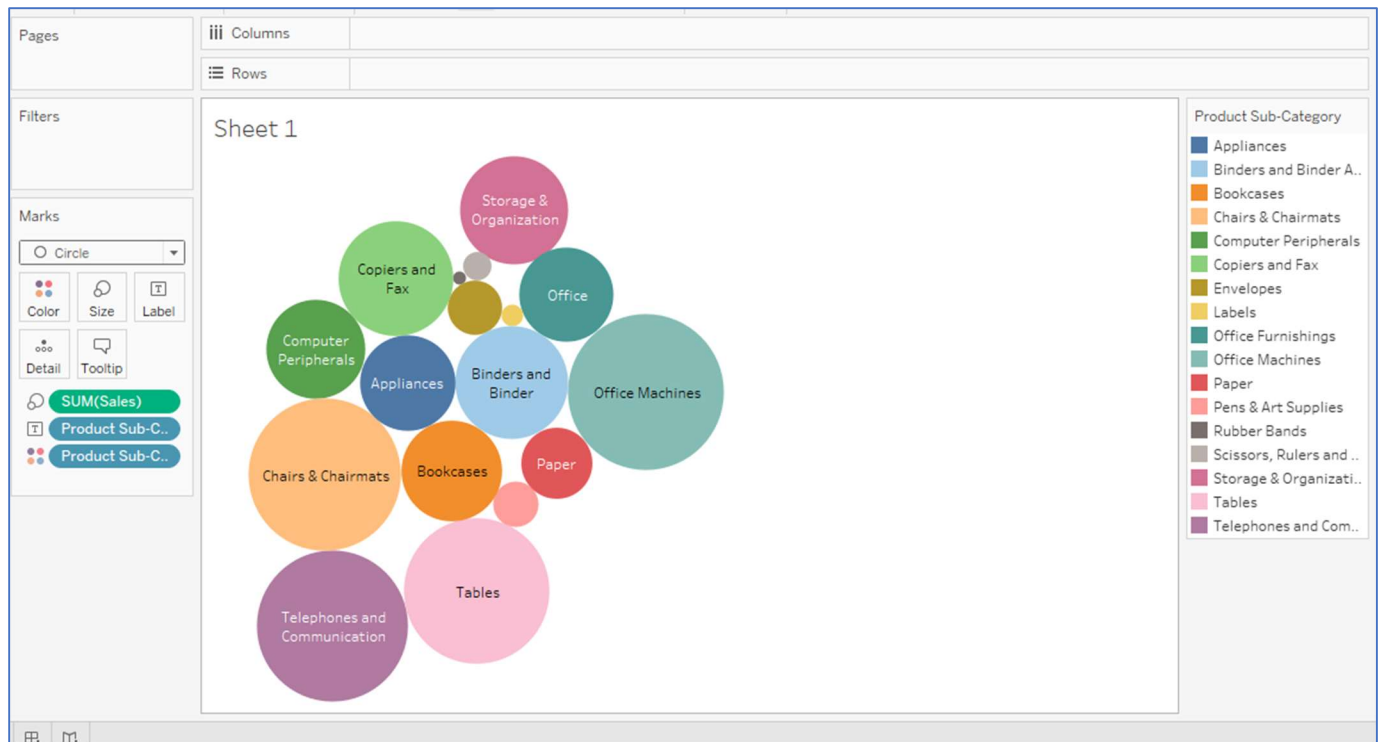 Pages
Columns
Rows
Filters
Marks
Circle
Color
Size
Label
Detail
Tooltip
SUM(Sales)
Product Sub-C..
Product Sub-C..
Sheet 1
Storage &
Organization
Copiers and
Fax
Office
Computer
Peripherals
Appliances
Binders and
Binder
Office Machines
Chairs & Chairmats
Bookcases
Paper
Tables
Telephones and
Communication
Product Sub-Category
Appliances
Binders and Binder A..
Bookcases
Chairs & Chairmats
Computer Peripherals
Copiers and Fax
Envelopes
Labels
Office Furnishings
Office Machines
Paper
Pens & Art Supplies
Rubber Bands
Scissors, Rulers and ..
Storage & Organizati..
Tables
Telephones and Com..